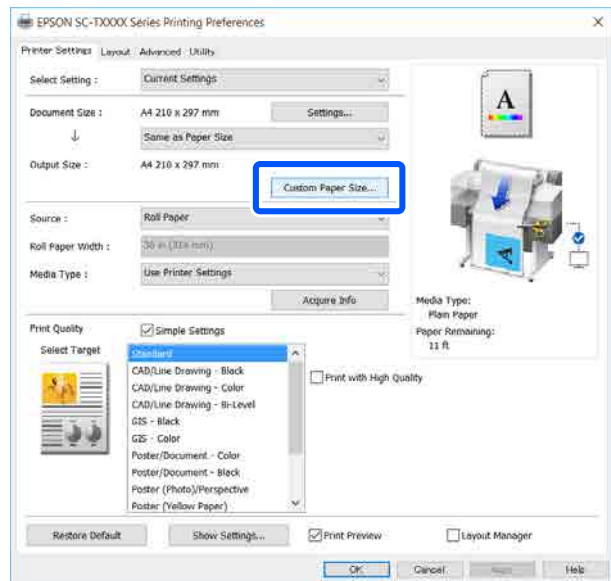 EPSON SC-TXXXX Series Printing Preferences
Printer Settings Layout Advanced Utility
Select Setting : Current Settings
Document Size : A4 210 x 297 mm Settings...
Same as Paper Size
Output Size : A4 210 x 297 mm
Custom Paper Size...
Source : Roll Paper
Roll Paper Width :
Media Type : Use Printer Settings
Acquire Info
A
A
Media Type:
Plain Paper
Paper Remaining:
11 ft
Print Quality Simple Settings
Select Target Standard
CAD/Line Drawing - Black
CAD/Line Drawing - Color
CAD/Line Drawing - Bi-Level
GIS - Black
GIS - Color
Poster/Document - Color
Poster/Document - Black
Poster (Photo)/Perspective
Poster (Yellow Paper)
Print with High Quality
Restore Default Show Settings... Print Preview Layout Manager
OK Cancel Help